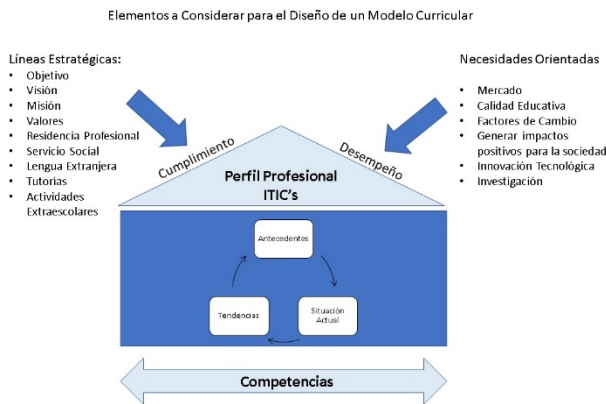 Elementos a Considerar para el Diseño de un Modelo Curricular
Líneas Estratégicas:
• Objetivo
• Visión
• Misión
• Valores
• Residencia Profesional
• Servicio Social
• Lengua Extranjera
• Tutorias
• Actividades
Extraescolares
Necesidades Orientadas
• Mercado
• Calidad Educativa
• Factores de Cambio
• Generar impactos
positivos para la sociedad
• Innovación Tecnológica
• Investigación
Cumplimiento
Desempeño
Perfil Profesional
ITIC's
Antecedentes
Tendencias
Situación
Actual
Competencias